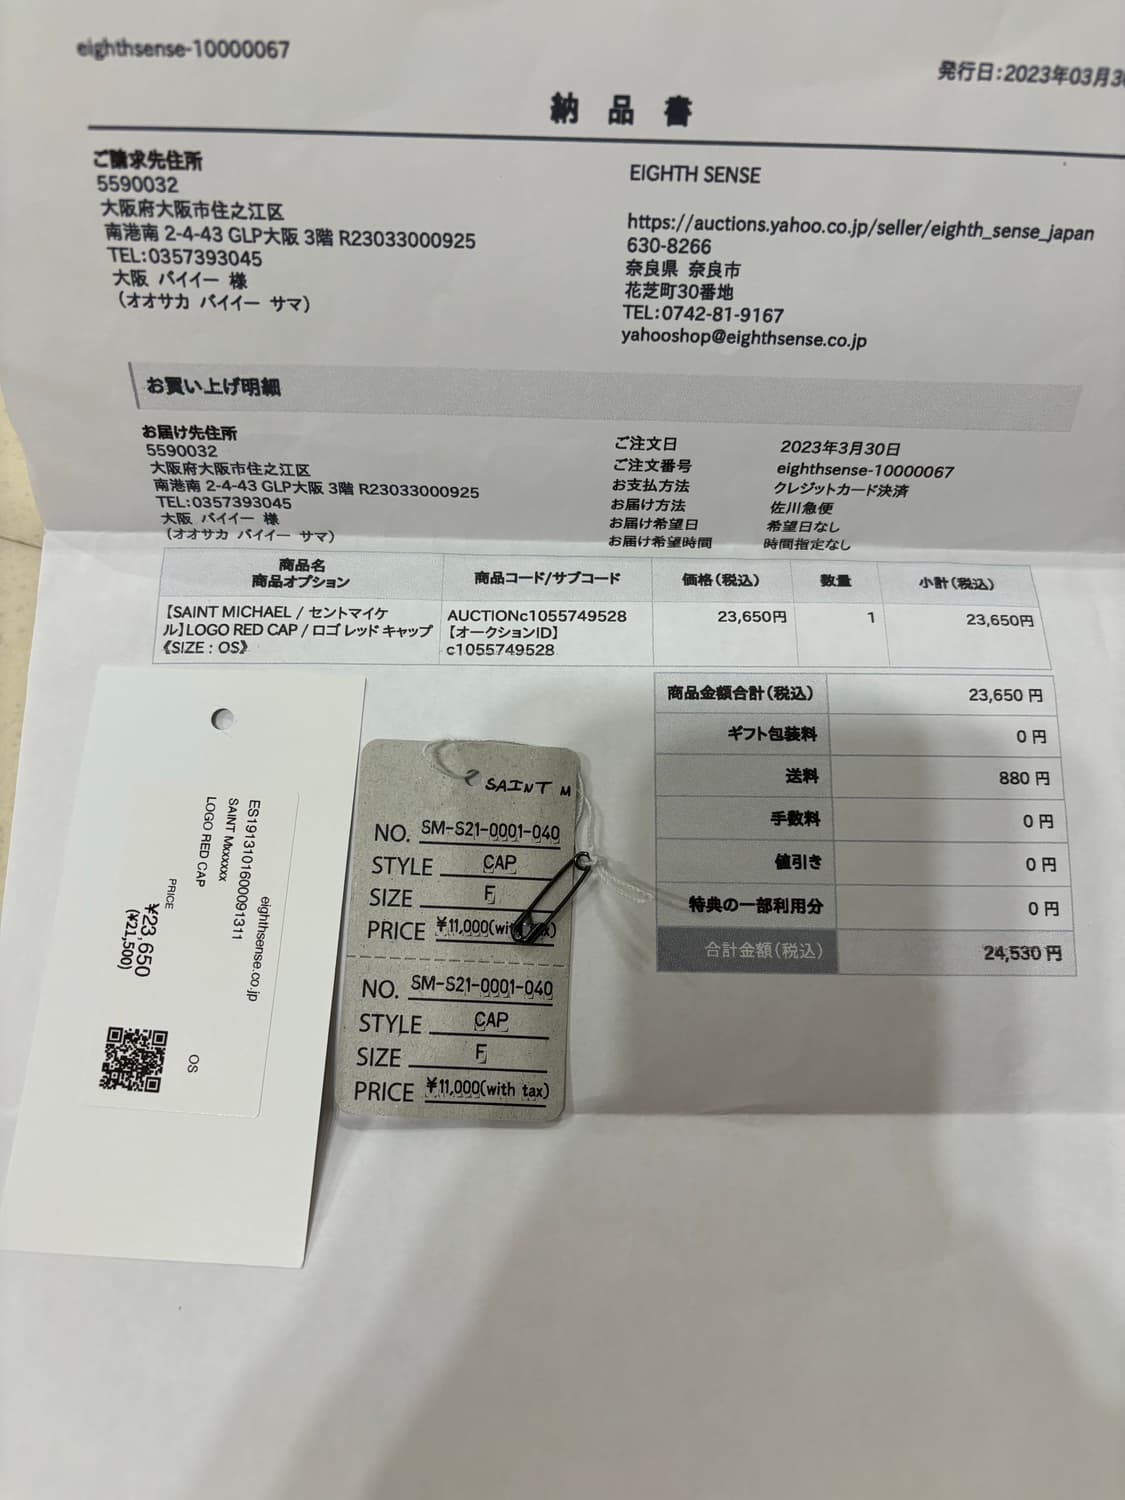 eighthsense-10000067
発行日:2023年03月30
納品書
ご請求先住所
5590032
大阪府大阪市住之江区
南港南 2-4-43 GLP大阪 3階 R23033000925
TEL:0357393045
大阪 バイイー 様
（オオサカ バイイー サマ）
EIGHTH SENSE
https://auctions.yahoo.co.jp/seller/eighth_sense_japan
630-8266
奈良県 奈良市
花芝町30番地
TEL:0742-81-9167
yahooshop@eighthsense.co.jp
お買い上げ明細
お届け先住所
5590032
大阪府大阪市住之江区
南港南 2-4-43 GLP大阪 3階 R23033000925
TEL:0357393045
大阪 バイイー 様
（オオサカ バイイー サマ）
ご注文日 2023年3月30日
ご注文番号 eighthsense-10000067
お支払方法 クレジットカード決済
お届け方法 佐川急便
お届け希望日 希望日なし
お届け希望時間 時間指定なし
商品名
商品オプション
商品コード/サブコード
価格（税込）
数量
小計（税込）
【SAINT MICHAEL / セントマイケ
ル】LOGO RED CAP / ロゴ レッド キャップ
《SIZE : OS》
AUCTIONc1055749528
【オークションID】
c1055749528
23,650円
1
23,650円
商品金額合計（税込） 23,650 円
ギフト包装料 0 円
送料 880 円
手数料 0 円
値引き 0 円
特典の一部利用分 0 円
合計金額（税込） 24,530 円
eighthsense.co.jp
ES1913101600091311
SAINT Mxxxxxx
LOGO RED CAP
PRICE
¥23,650
(¥21,500)
OS
SAINT M
NO. SM-S21-0001-040
STYLE CAP
SIZE F
PRICE ¥11,000(with tax)
NO. SM-S21-0001-040
STYLE CAP
SIZE F
PRICE ¥11,000(with tax)